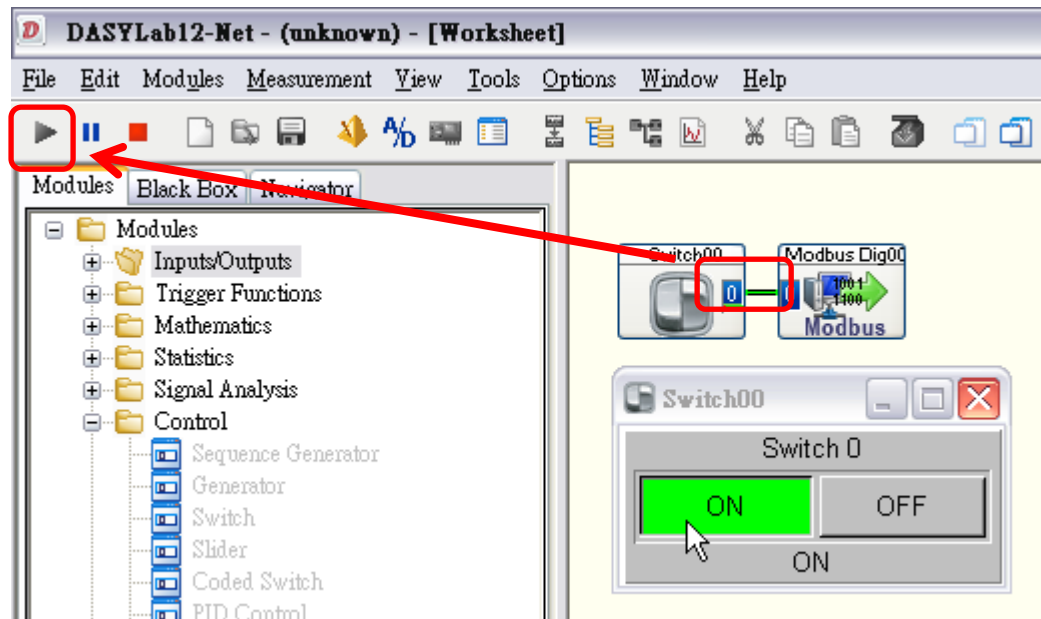 DASYLab12-Net - (unknown) - [Worksheet]
File Edit Modules Measurement View Tools Options Window Help
Modules Black Box Navigator
Modules
Inputs/Outputs
Trigger Functions
Mathematics
Statistics
Signal Analysis
Control
Sequence Generator
Generator
Switch
Slider
Coded Switch
PID Control
Switch00 Modbus Dig00
0 0 1001
1100
Modbus
Switch00
Switch 0
ON OFF
ON